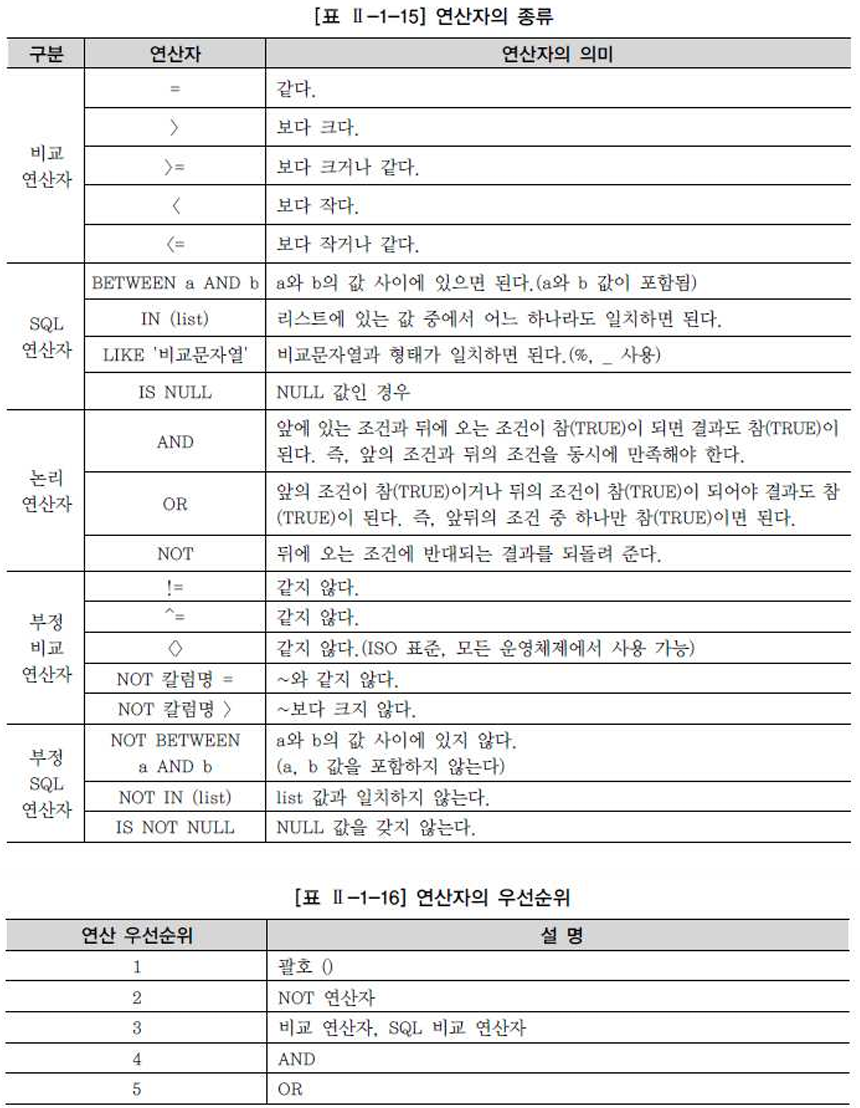 [표 Ⅱ-1-15] 연산자의 종류
구분 연산자 연산자의 의미
비교
연산자
= 같다.
> 보다 크다.
>= 보다 크거나 같다.
< 보다 작다.
<= 보다 작거나 같다.
SQL
연산자
BETWEEN a AND b a와 b의 값 사이에 있으면 된다.(a와 b 값이 포함됨)
IN (list) 리스트에 있는 값 중에서 어느 하나라도 일치하면 된다.
LIKE '비교문자열' 비교문자열과 형태가 일치하면 된다.(%, _ 사용)
IS NULL NULL 값인 경우
논리
연산자
AND 앞에 있는 조건과 뒤에 오는 조건이 참(TRUE)이 되면 결과도 참(TRUE)이
된다. 즉, 앞의 조건과 뒤의 조건을 동시에 만족해야 한다.
OR 앞의 조건이 참(TRUE)이거나 뒤의 조건이 참(TRUE)이 되어야 결과도 참
(TRUE)이 된다. 즉, 앞뒤의 조건 중 하나만 참(TRUE)이면 된다.
NOT 뒤에 오는 조건에 반대되는 결과를 되돌려 준다.
부정
비교
연산자
!= 같지 않다.
^= 같지 않다.
<> 같지 않다.(ISO 표준, 모든 운영체재에서 사용 가능)
NOT 칼럼명 = ~와 같지 않다.
NOT 칼럼명 > ~보다 크지 않다.
부정
SQL
연산자
NOT BETWEEN a와 b의 값 사이에 있지 않다.
a AND b (a, b 값을 포함하지 않는다)
NOT IN (list) list 값과 일치하지 않는다.
IS NOT NULL NULL 값을 갖지 않는다.
[표 Ⅱ-1-16] 연산자의 우선순위
연산 우선순위 설 명
1 괄호 ()
2 NOT 연산자
3 비교 연산자, SQL 비교 연산자
4 AND
5 OR